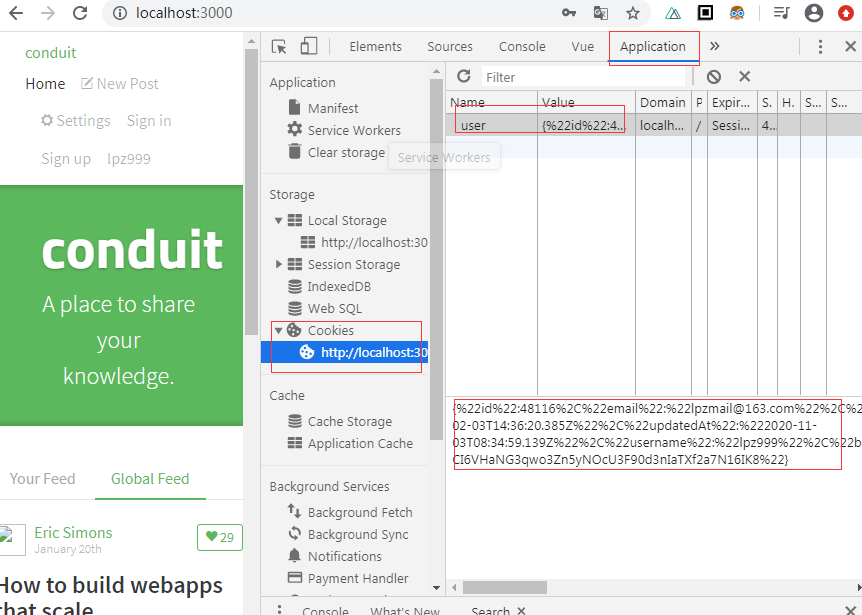 localhost:3000
conduit
Home New Post
Settings Sign in
Sign up lpz999
conduit
A place to share
your
knowledge.
Your Feed Global Feed
Eric Simons
January 20th
29
How to build webapps
that scale
Elements Sources Console Vue Application »
Application
Manifest
Service Workers
Clear storage
Service Workers
Storage
Local Storage
http://localhost:30
Session Storage
IndexedDB
Web SQL
Cookies
http://localhost:30
Cache
Cache Storage
Application Cache
Background Services
Background Fetch
Background Sync
Notifications
Payment Handler
Filter
Name Value Domain P Expir... S. H. S... S...
user {%22id%22:4... localh... / Sessi... 4...
{%22id%22:48116%2C%22email%22:%22lpzmail@163.com%22%2C%2
02-03T14:36:20.385Z%22%2C%22updatedAt%22:%222020-11-
03T08:34:59.139Z%22%2C%22username%22:%22lpz999%22%2C%22b
CI6VHaNG3qwo3Zn5yNOcU3F90d3nIaTXf2a7N16IK8%22}
Console What's New Search